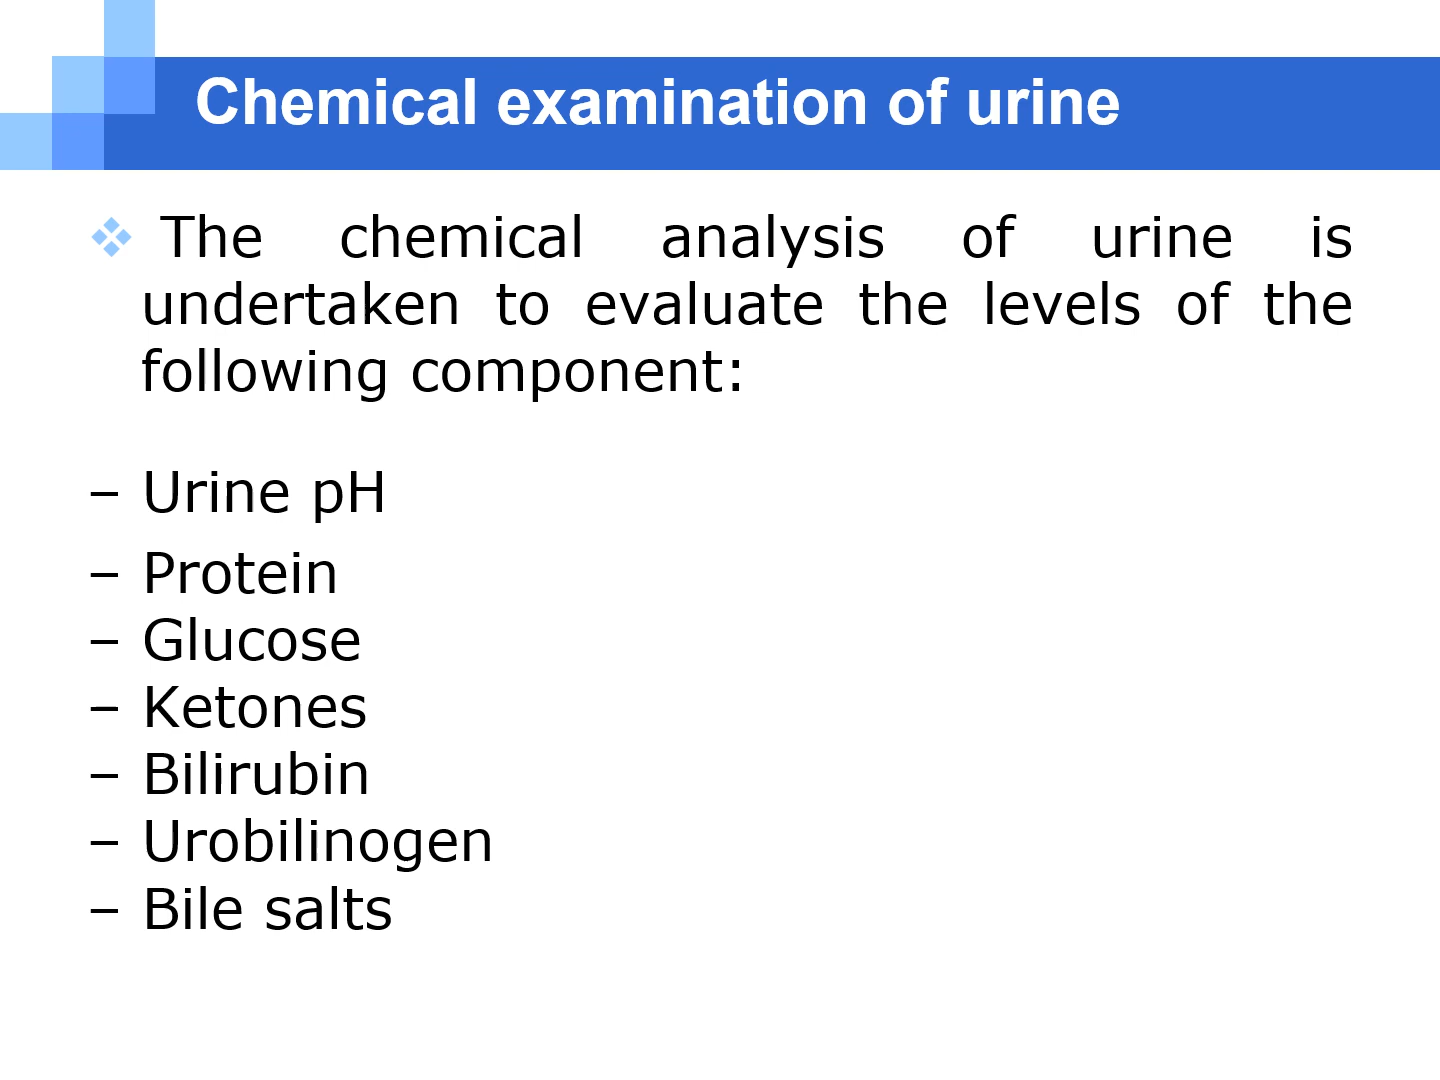 Chemical examination of urine
❖ The chemical analysis of urine is
undertaken to evaluate the levels of the
following component:
– Urine pH
– Protein
– Glucose
– Ketones
– Bilirubin
– Urobilinogen
– Bile salts